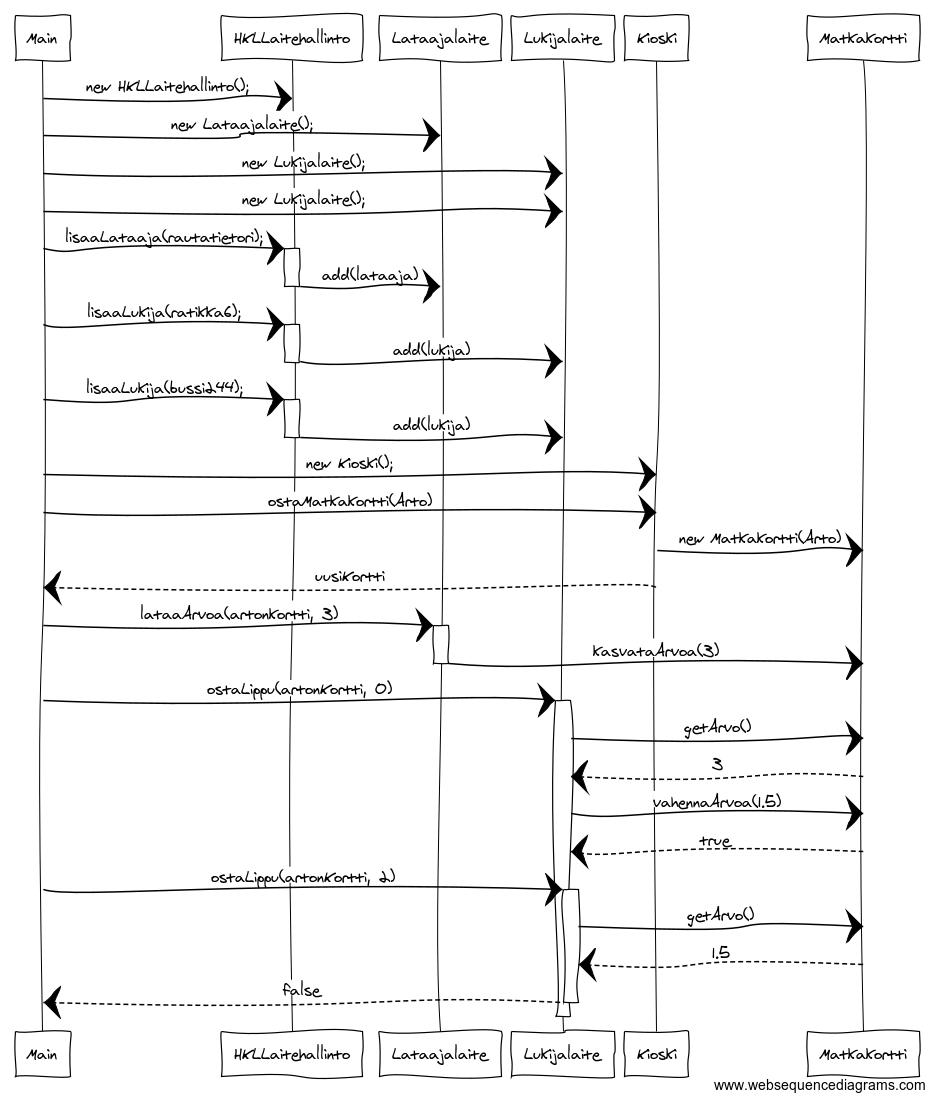 Main HKLLaitehallinto Lataajalaite Lukijalaite Kioski Matkakortti
new HKLLaitehallinto();
new Lataajalaite();
new Lukijalaite();
new Lukijalaite();
lisaaLataaja(rautatietori);
add(lataaja)
lisaaLukija(ratikka6);
add(lukija)
lisaaLukija(bussi244);
add(lukija)
new Kioski();
ostaMatkakortti(Arto)
new Matkakortti(Arto)
uusiKortti
lataaArvoa(artonKortti, 3)
kasvataArvoa(3)
ostaLippu(artonKortti, 0)
getArvo()
3
vahennaArvoa(1.5)
true
ostaLippu(artonKortti, 2)
getArvo()
1.5
false
Main HKLLaitehallinto Lataajalaite Lukijalaite Kioski Matkakortti
www.websequencediagrams.com